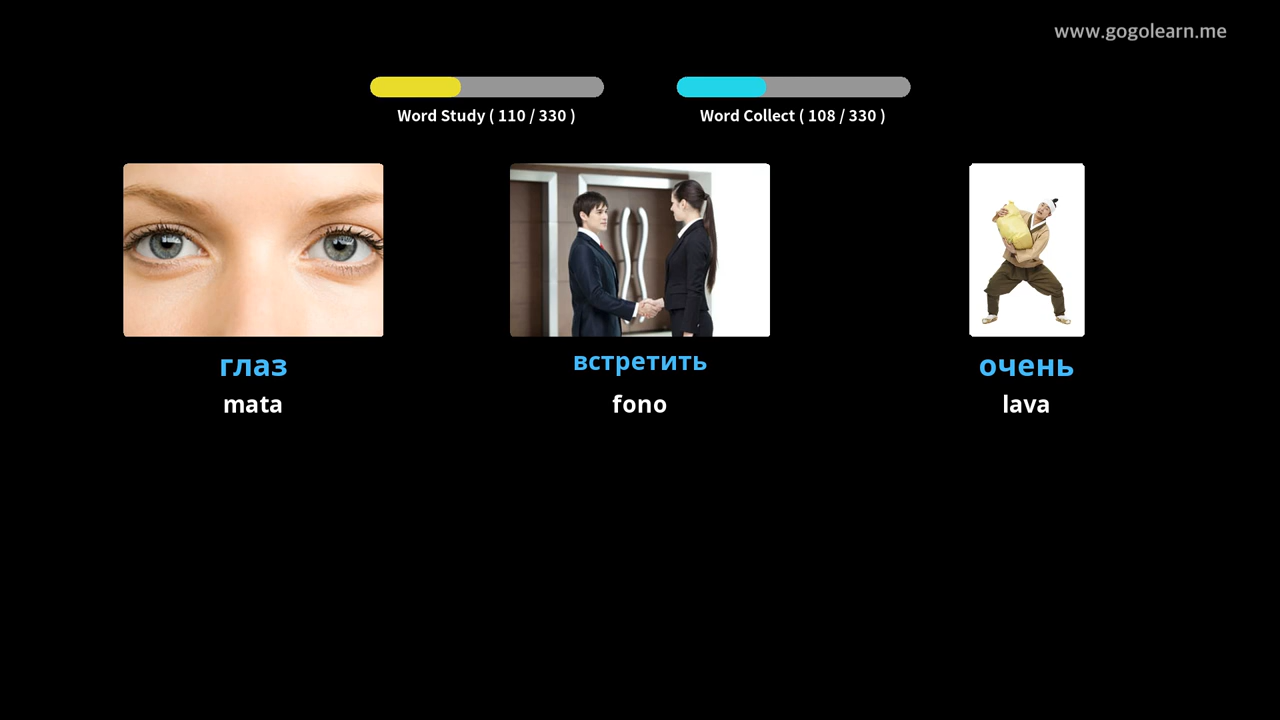 www.gogolearn.me
Word Study ( 110 / 330 )
Word Collect ( 108 / 330 )
глаз
встретить
очень
mata
fono
lava